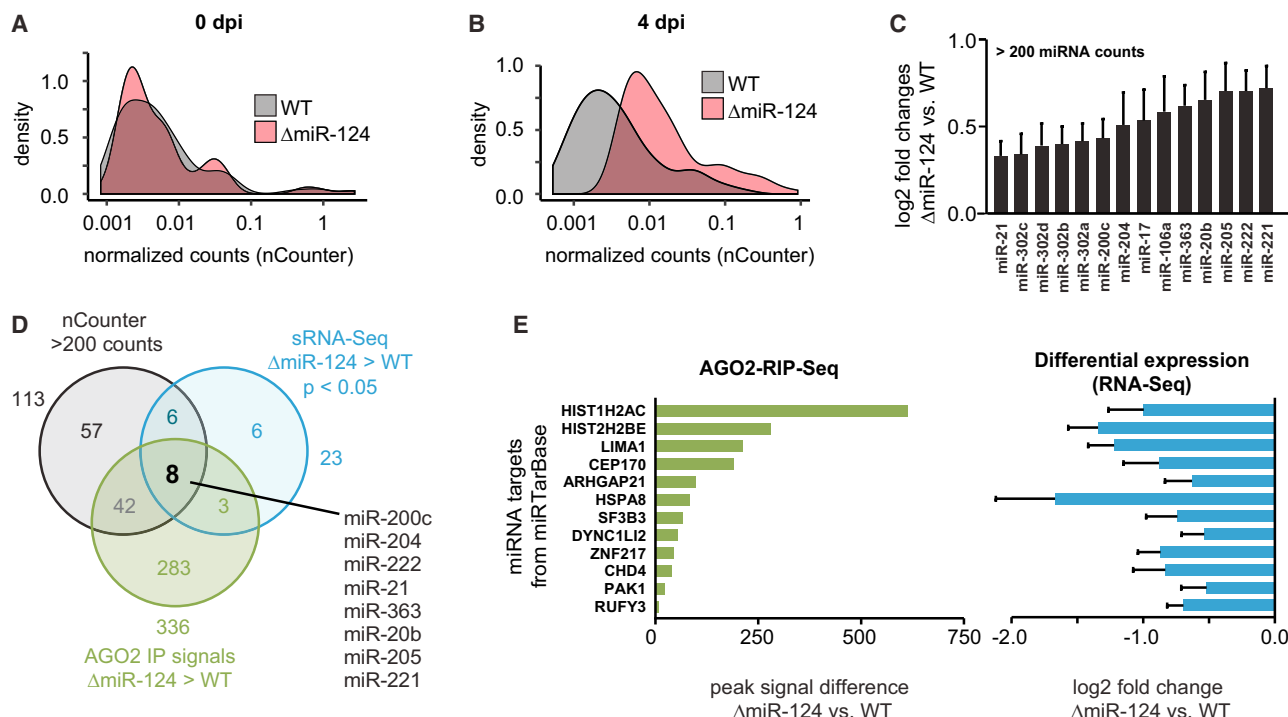 A
0 dpi
density
1.0
0.5
0.0
WT
ΔmiR-124
0.001
0.01
0.1
1
normalized counts (nCounter)
B
4 dpi
density
1.0
0.5
0.0
WT
ΔmiR-124
0.001
0.01
0.1
1
normalized counts (nCounter)
C
> 200 miRNA counts
log2 fold changes
ΔmiR-124 vs. WT
1.0
0.5
0.0
miR-21
miR-302c
miR-302d
miR-302b
miR-302a
miR-200c
miR-204
miR-17
miR-106a
miR-363
miR-20b
miR-205
miR-222
miR-221
D
nCounter
>200 counts
sRNA-Seq
ΔmiR-124 > WT
p < 0.05
113
57
6
6
23
8
42
3
283
336
AGO2 IP signals
ΔmiR-124 > WT
miR-200c
miR-204
miR-222
miR-21
miR-363
miR-20b
miR-205
miR-221
E
AGO2-RIP-Seq
miRNA targets
from miRTarBase
HIST1H2AC
HIST2H2BE
LIMA1
CEP170
ARHGAP21
HSPA8
SF3B3
DYNC1LI2
ZNF217
CHD4
PAK1
RUFY3
0
250
500
750
peak signal difference
ΔmiR-124 vs. WT
Differential expression
(RNA-Seq)
-2.0
-1.0
0.0
log2 fold change
ΔmiR-124 vs. WT